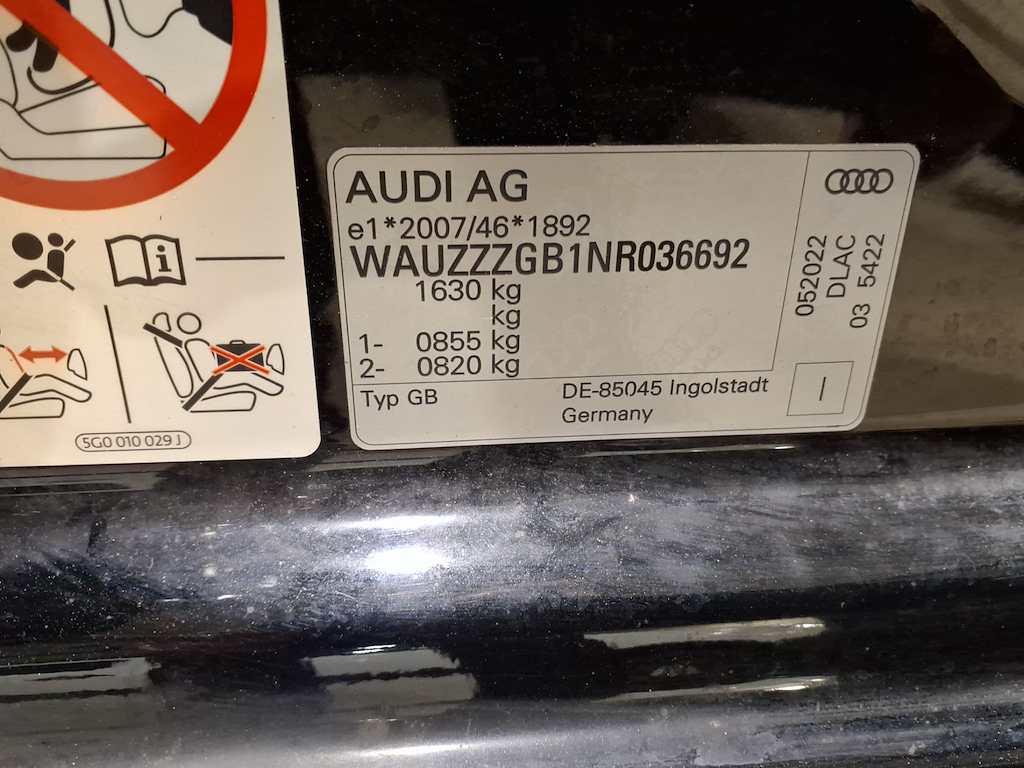 AUDI AG
e1*2007/46*1892
WAUZZZGB1NR036692
1630 kg
kg
1- 0855 kg
2- 0820 kg
Typ GB
DE-85045 Ingolstadt
Germany
052022
DLAC
03 5422
5G0 010 029 J
i